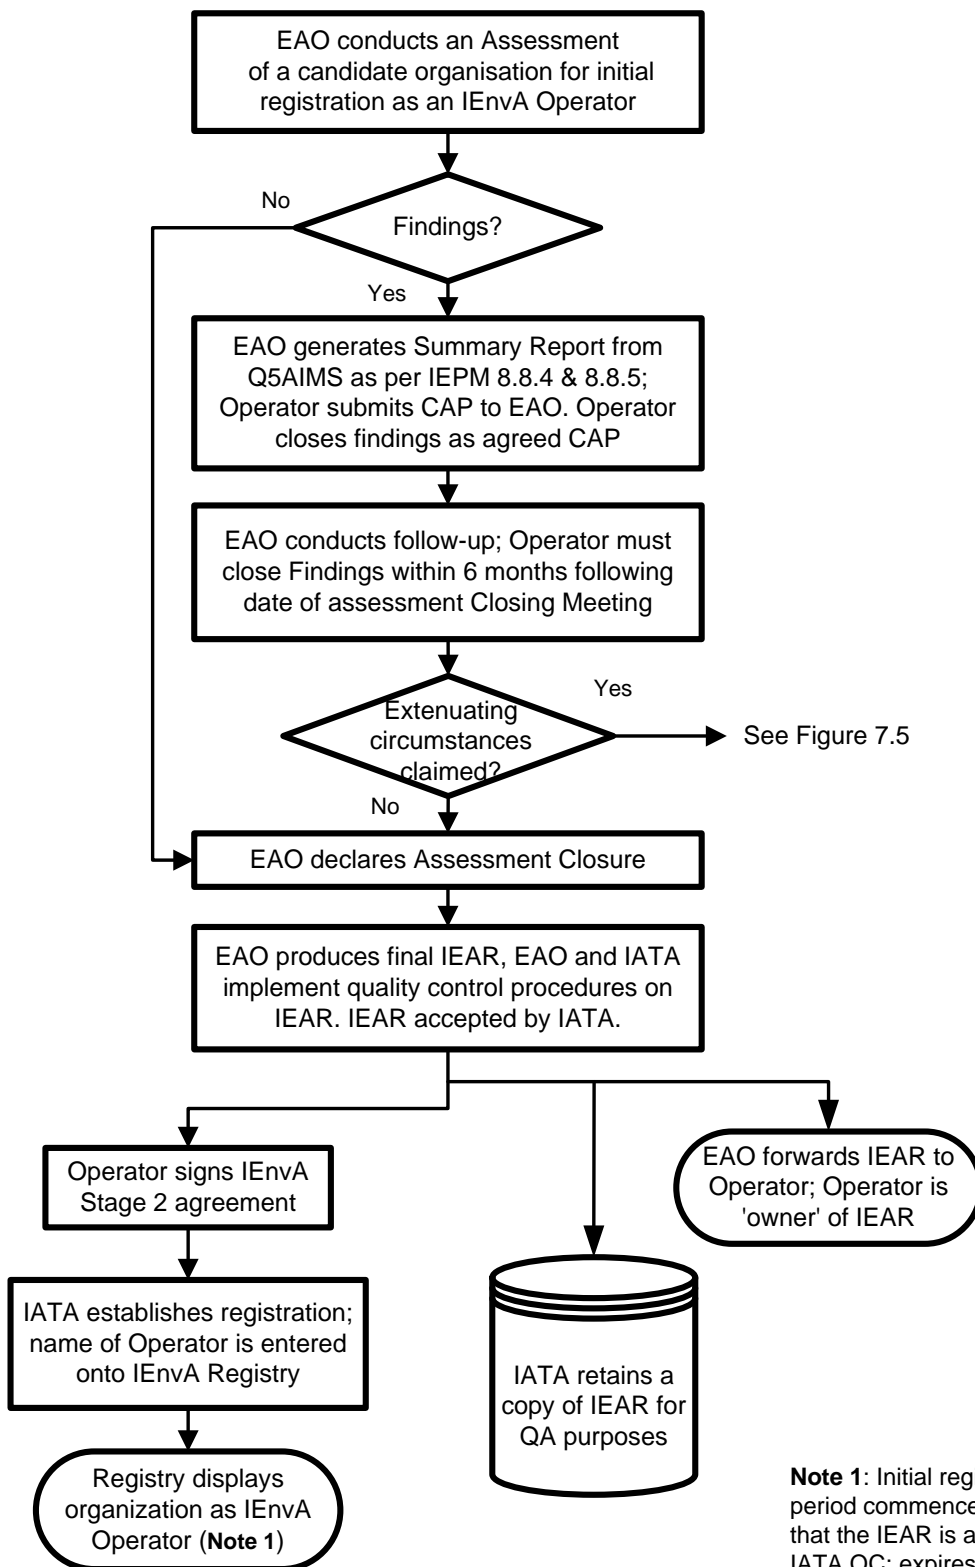 EAO conducts an Assessment
of a candidate organisation for initial
registration as an IEnvA Operator
No
Findings?
Yes
EAO generates Summary Report from
Q5AIMS as per IEPM 8.8.4 & 8.8.5;
Operator submits CAP to EAO. Operator
closes findings as agreed CAP
EAO conducts follow-up; Operator must
close Findings within 6 months following
date of assessment Closing Meeting
Extenuating
circumstances
claimed?
Yes
See Figure 7.5
No
EAO declares Assessment Closure
EAO produces final IEAR, EAO and IATA
implement quality control procedures on
IEAR. IEAR accepted by IATA.
Operator signs IEnvA
Stage 2 agreement
EAO forwards IEAR to
Operator; Operator is
'owner' of IEAR
IATA establishes registration;
name of Operator is entered
onto IEnvA Registry
IATA retains a
copy of IEAR for
QA purposes
Registry displays
organization as IEnvA
Operator (Note 1)
Note 1: Initial reg
period commence
that the IEAR is a
IATA QC; expires